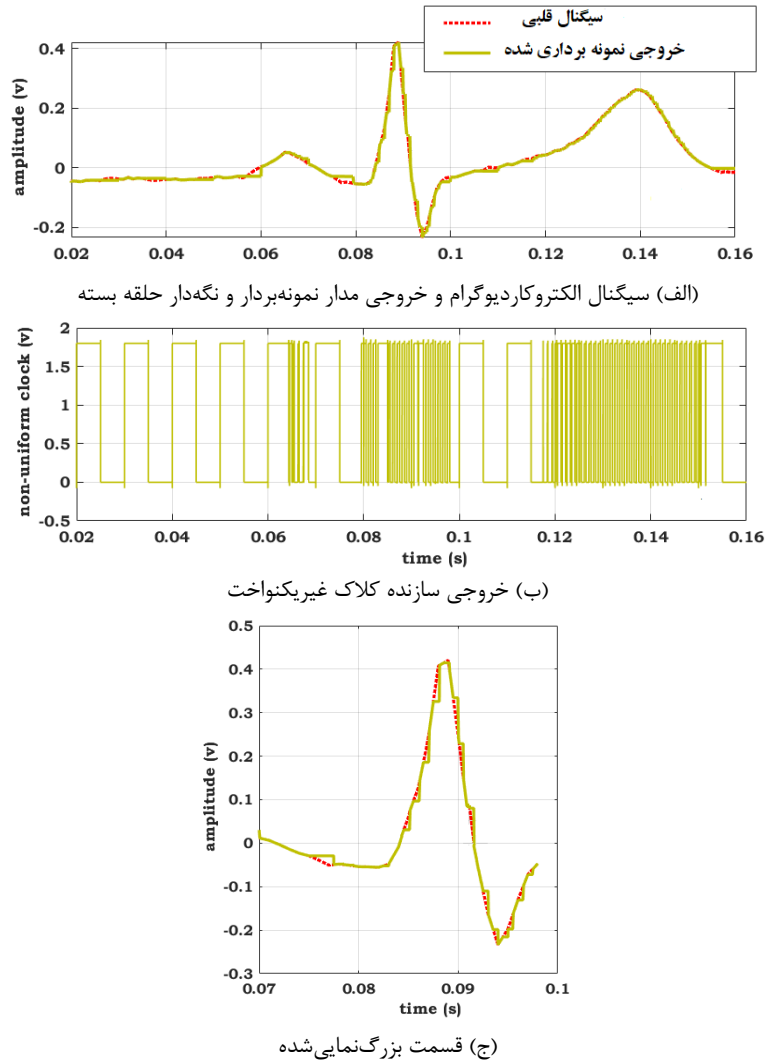 سیگنال قلبی
خروجی نمونه برداری شده
0.4
0.2
0
-0.2
amplitude (v)
0.02 0.04 0.06 0.08 0.1 0.12 0.14 0.16
(الف) سیگنال الکتروکاردیوگرام و خروجی مدار نمونه‌بردار و نگه‌دار حلقه بسته
2
1.5
1
0.5
0
-0.5
non-uniform clock (v)
0.02 0.04 0.06 0.08 0.1 0.12 0.14 0.16
time (s)
(ب) خروجی سازنده کلاک غیریکنواخت
0.5
0.4
0.3
0.2
0.1
0
-0.1
-0.2
-0.3
amplitude (v)
0.07 0.08 0.09 0.1
time (s)
(ج) قسمت بزرگ‌نمایی‌شده